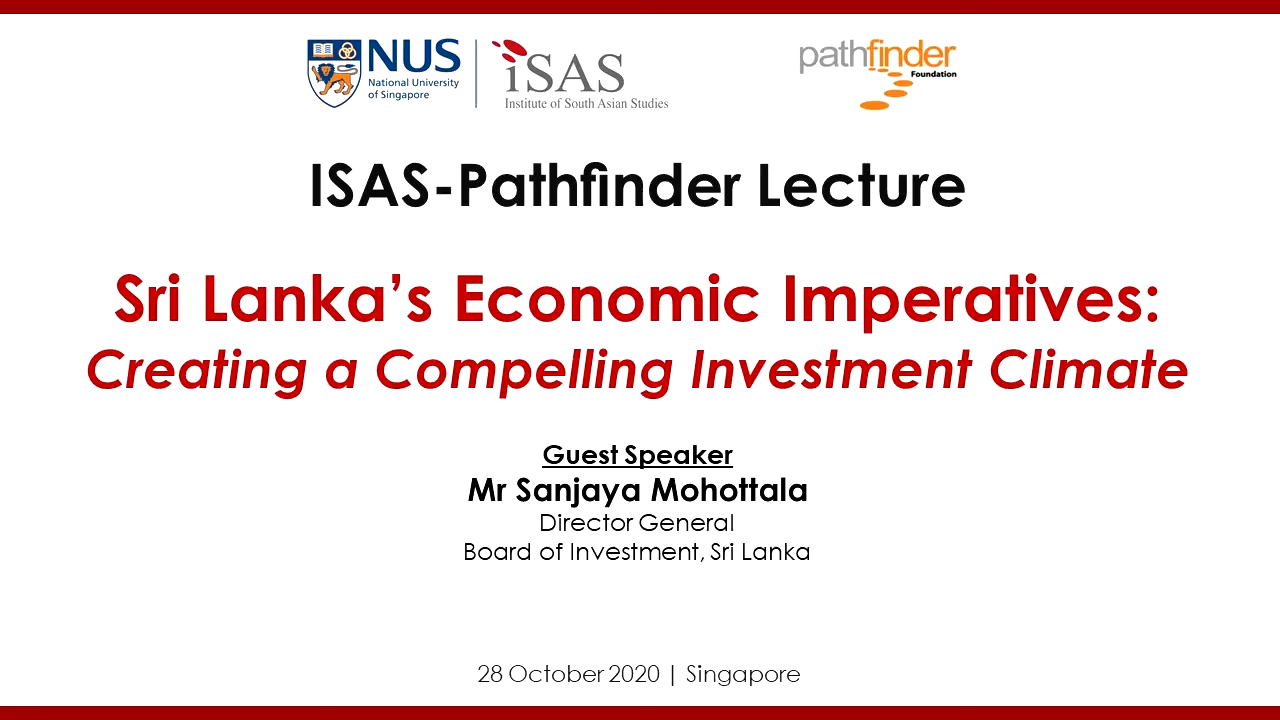 NUS
National University
of Singapore
iSAS
Institute of South Asian Studies
pathfinder
Foundation
ISAS-Pathfinder Lecture
Sri Lanka’s Economic Imperatives:
Creating a Compelling Investment Climate
Guest Speaker
Mr Sanjaya Mohottala
Director General
Board of Investment, Sri Lanka
28 October 2020 | Singapore